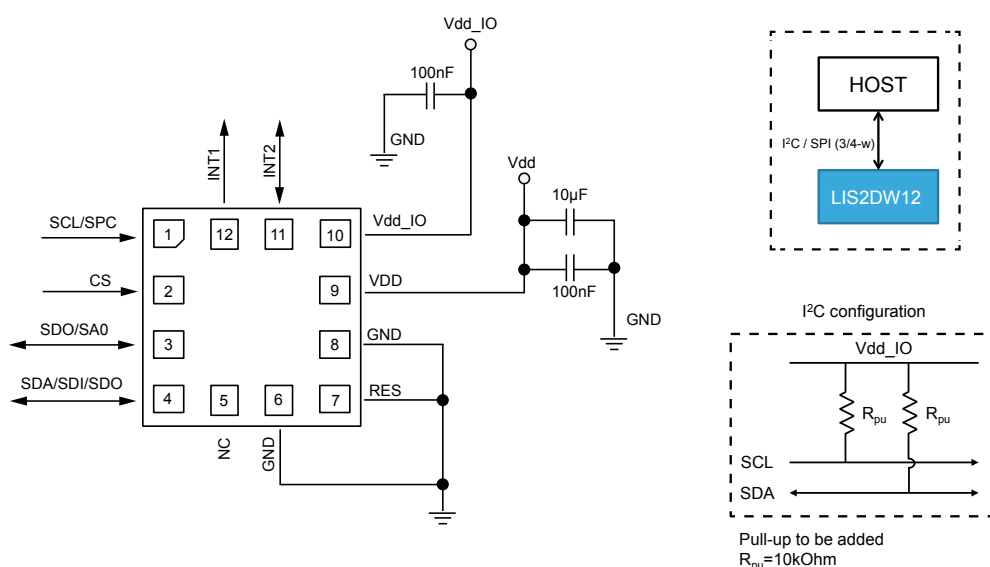 Vdd_IO
100nF
GND
INT1
INT2
Vdd
10µF
100nF
GND
SCL/SPC
CS
SDO/SA0
SDA/SDI/SDO
1
12
11
10
2
9
3
8
4
5
6
7
Vdd_IO
VDD
GND
RES
NC
GND
HOST
I²C / SPI (3/4-w)
LIS2DW12
I²C configuration
Vdd_IO
Rpu
Rpu
SCL
SDA
Pull-up to be added
Rpu=10kOhm